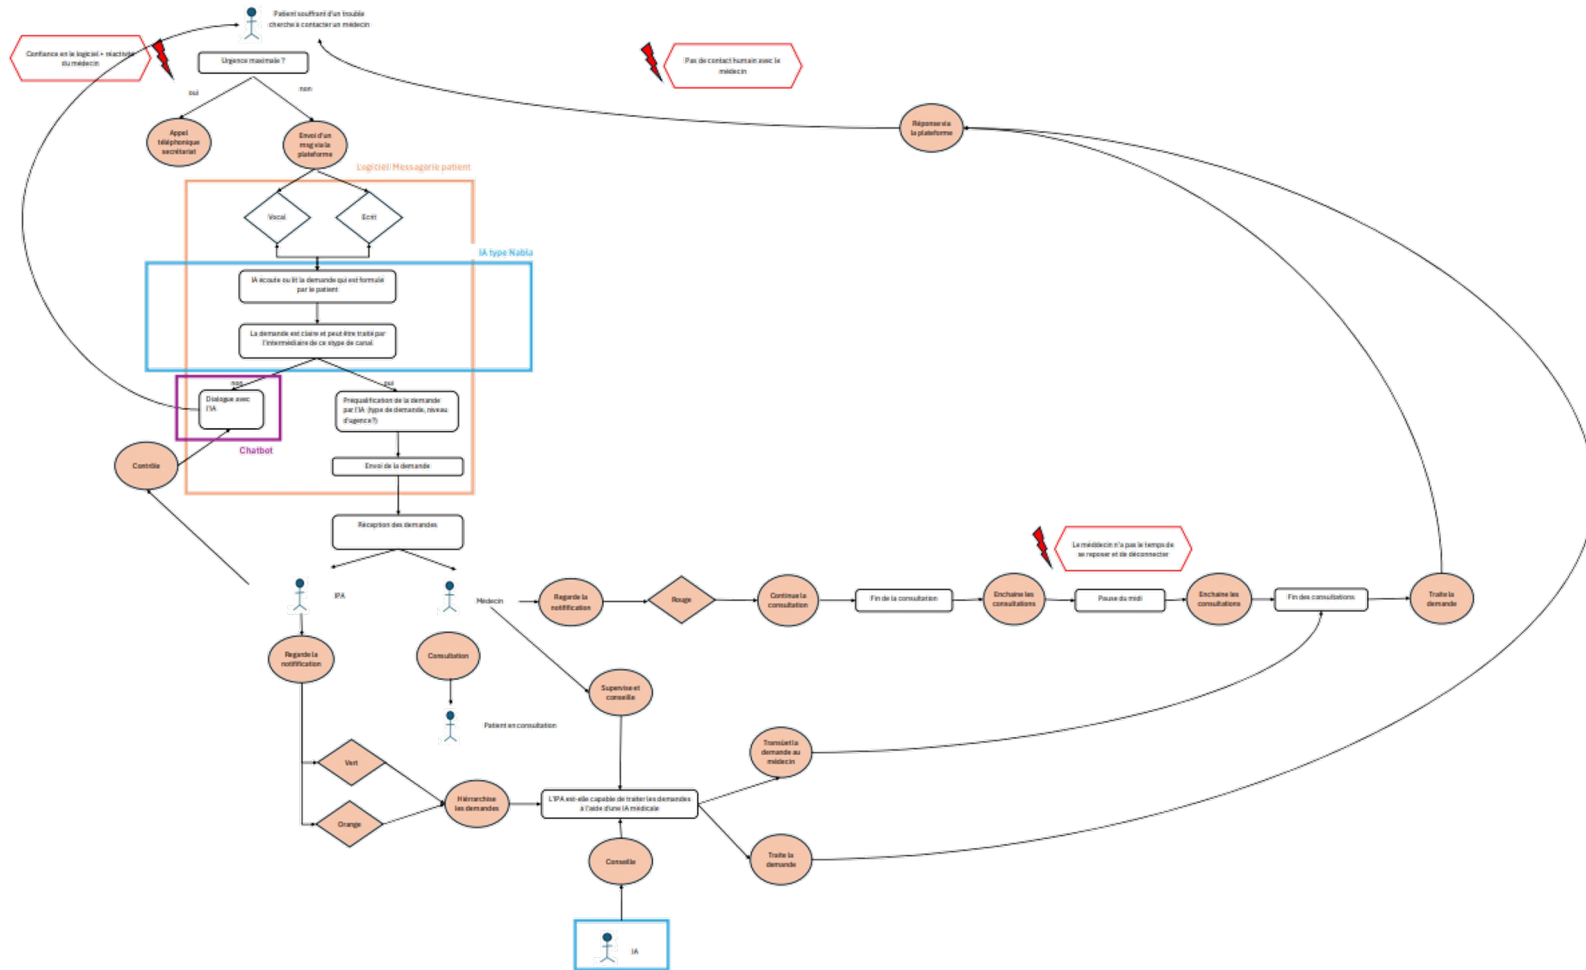 Patient souffrant d'un trouble
cherche à contacter un médecin
Confiance en le logiciel + réactivité
du médecin
Urgence maximale ?
Pas de contact humain avec le
médecin
oui
non
Appel
téléphonique
secrétariat
Envoi d'un
msg via la
plateforme
Réponse via
la plateforme
Logiciel Messagerie patient
Vocal
Ecrit
IA type Nabla
IA écoute ou lit la demande qui est formulé
par le patient
La demande est claire et peut être traité par
l'intermédiaire de ce stype de canal
non
oui
Dialogue avec
l'IA
Préqualification de la demande
par l'IA (type de demande, niveau
d'ugence?)
Chatbot
Contrôle
Envoi de la demande
Réception des demandes
Le méddecin n'a pas le temps de
se reposer et de déconnecter
IPA
Médecin
Regarde la
notification
Rouge
Continue la
consultation
Fin de la consultation
Enchaine les
consultations
Pause du midi
Enchaine les
consultations
Fin des consultations
Traite la
demande
Regarde la
notifification
Consultation
Supervise et
conseille
Patient en consultation
Transmet la
demande au
médecin
Vert
Orange
Hiérarchise
les demandes
L'IPA est-elle capable de traiter les demandes
à l'aide d'une IA médicale
Conseille
Traite la
demande
IA